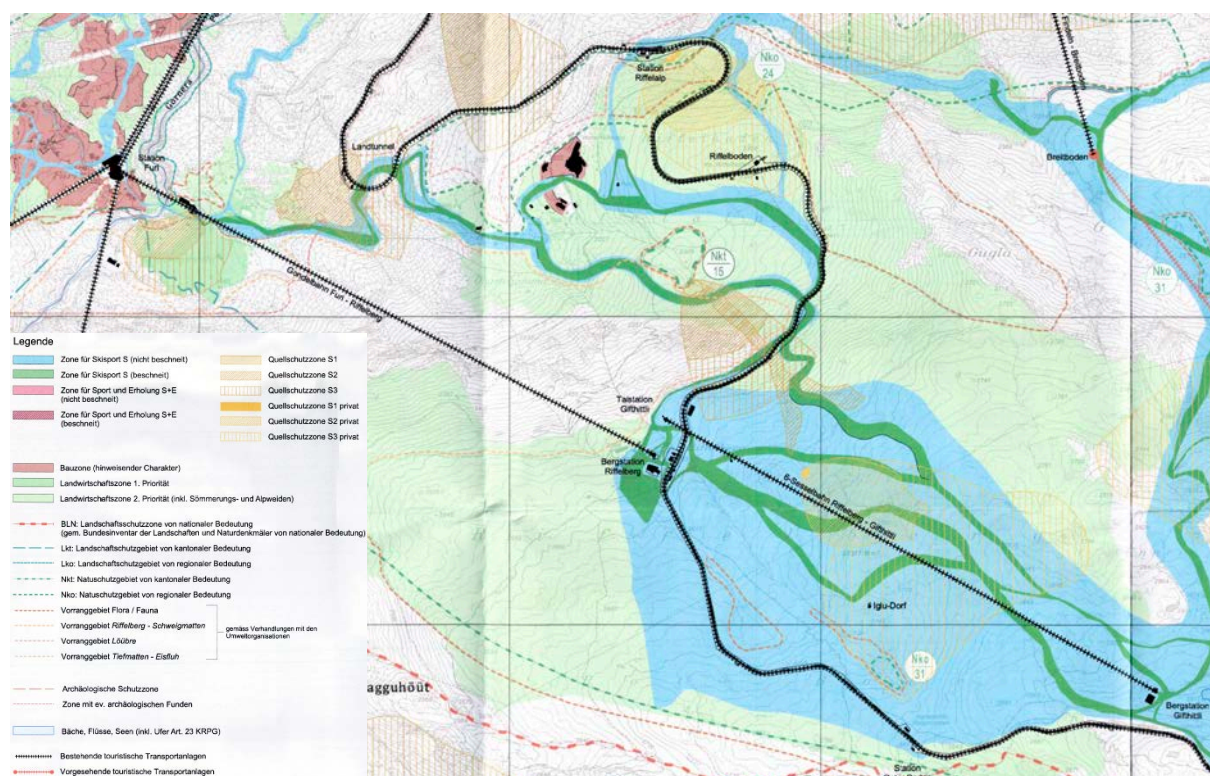 Gornera
Station
Furi
Landtunnel
Station
Riffelalp
Nko
24
Riffelboden
Breitboden
Gugla
Nkt
15
Nko
31
Gondelbahn Furi - Riffelberg
Talstation
Gifthittli
Bergstation
Riffelberg
6-Sesselbahn Riffelberg - Gifthittli
Iglu-Dorf
Nko
31
Bergstation
Gifthittli
Station
agguhöüt
Legende
Zone für Skisport S (nicht beschneit)
Zone für Skisport S (beschneit)
Zone für Sport und Erholung S+E
(nicht beschneit)
Zone für Sport und Erholung S+E
(beschneit)
Quellschutzzone S1
Quellschutzzone S2
Quellschutzzone S3
Quellschutzzone S1 privat
Quellschutzzone S2 privat
Quellschutzzone S3 privat
Bauzone (hinweisender Charakter)
Landwirtschaftszone 1. Priorität
Landwirtschaftszone 2. Priorität (inkl. Sömmerungs- und Alpweiden)
BLN: Landschaftsschutzzone von nationaler Bedeutung
(gem. Bundesinventar der Landschaften und Naturdenkmäler von nationaler Bedeutung)
Lkt: Landschaftschutzgebiet von kantonaler Bedeutung
Lko: Landschaftschutzgebiet von regionaler Bedeutung
Nkt: Natuschutzgebiet von kantonaler Bedeutung
Nko: Natuschutzgebiet von regionaler Bedeutung
Vorranggebiet Flora / Fauna
Vorranggebiet Riffelberg - Schweigmatten
Vorranggebiet Löübre
Vorranggebiet Tiefmatten - Eisfluh
gemäss Verhandlungen mit den
Umweltorganisationen
Archäologische Schutzzone
Zone mit ev. archäologischen Funden
Bäche, Flüsse, Seen (inkl. Ufer Art. 23 KRPG)
Bestehende touristische Transportanlagen
Vorgesehende touristische Transportanlagen